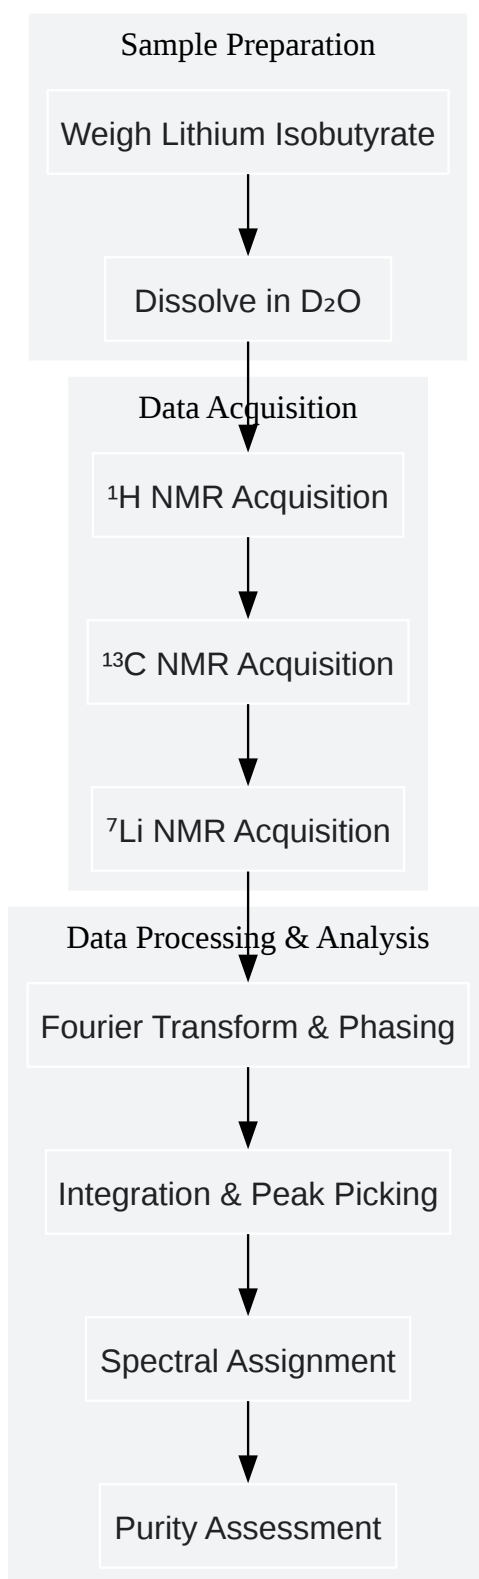 Sample Preparation
Weigh Lithium Isobutyrate
Dissolve in D₂O
Data Acquisition
¹H NMR Acquisition
¹³C NMR Acquisition
⁷Li NMR Acquisition
Data Processing & Analysis
Fourier Transform & Phasing
Integration & Peak Picking
Spectral Assignment
Purity Assessment